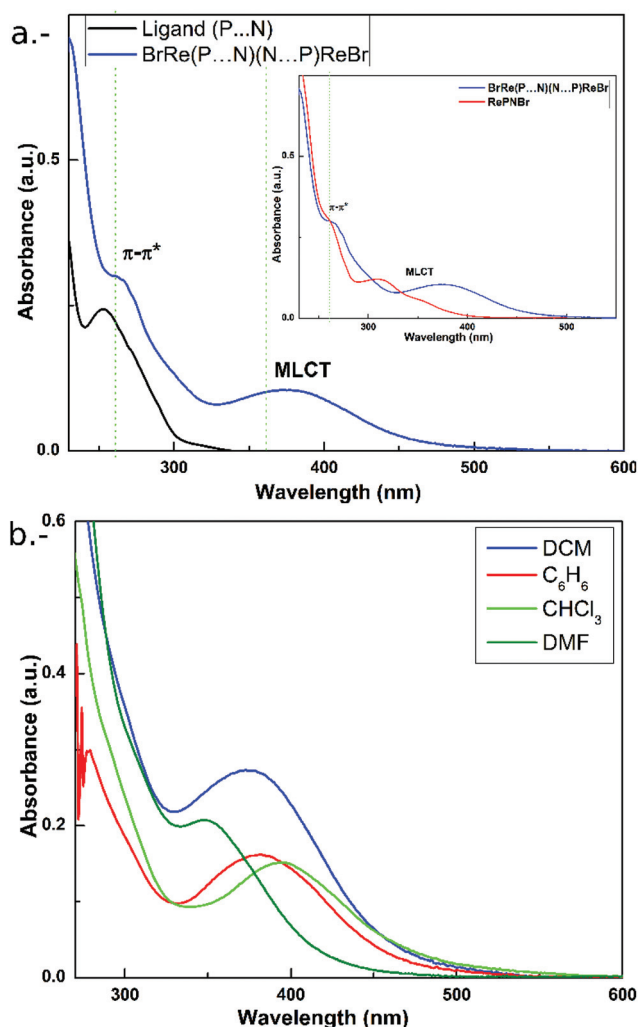 a.-
Ligand (P...N)
BrRe(P...N)(N...P)ReBr
Absorbance (a.u.)
0.5
0.0
π-π*
MLCT
300
400
500
600
Wavelength (nm)
BrRe(P...N)(N...P)ReBr
RePNBr
Absorbance (a.u.)
0.5
0.0
π-π*
MLCT
300
400
500
Wavelength (nm)
b.-
DCM
C₆H₆
CHCl₃
DMF
Absorbance (a.u.)
0.6
0.4
0.2
0.0
300
400
500
600
Wavelength (nm)